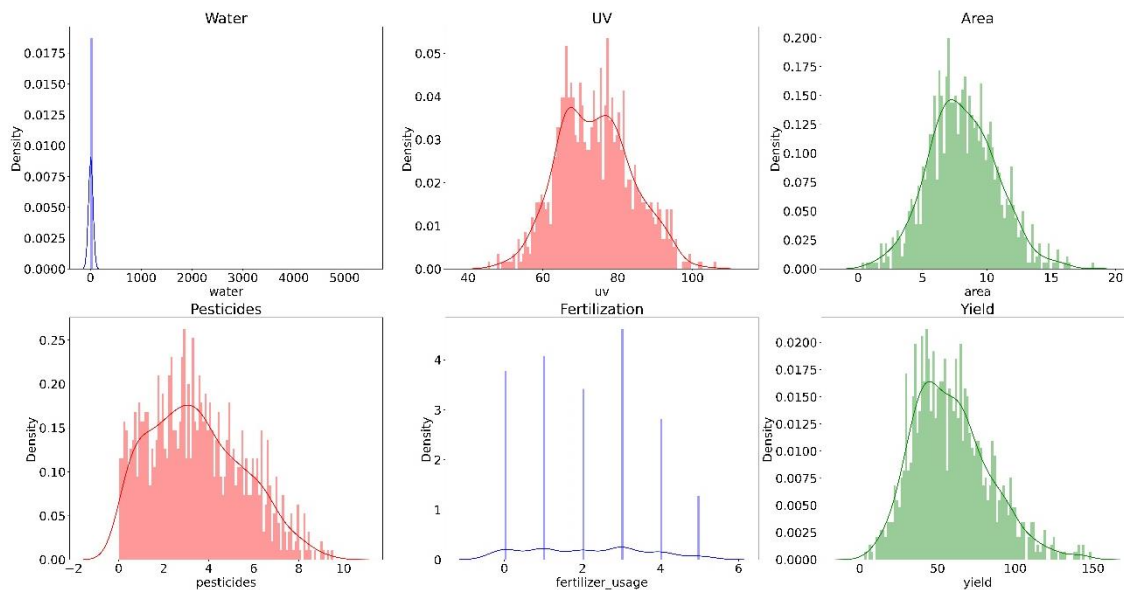 Water
0.0175
0.0150
0.0125
0.0100
0.0075
0.0050
0.0025
0.0000
Density
0 1000 2000 3000 4000 5000
water
UV
0.05
0.04
0.03
0.02
0.01
0.00
Density
40 60 80 100
uv
Area
0.200
0.175
0.150
0.125
0.100
0.075
0.050
0.025
0.000
Density
0 5 10 15 20
area
Pesticides
0.25
0.20
0.15
0.10
0.05
0.00
Density
−2 0 2 4 6 8 10
pesticides
Fertilization
4
3
2
1
0
Density
0 2 4 6
fertilizer_usage
Yield
0.0200
0.0175
0.0150
0.0125
0.0100
0.0075
0.0050
0.0025
0.0000
Density
0 50 100 150
yield